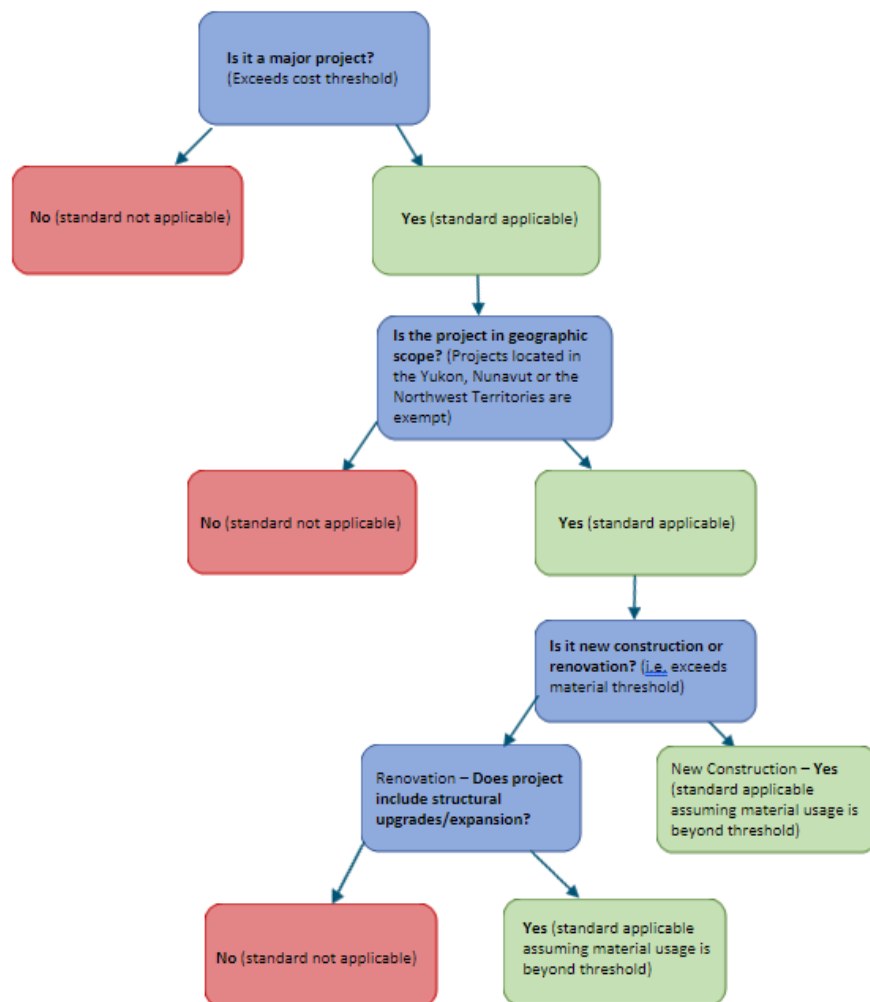 Is it a major project?
(Exceeds cost threshold)
No (standard not applicable)
Yes (standard applicable)
Is the project in geographic
scope? (Projects located in
the Yukon, Nunavut or the
Northwest Territories are
exempt)
No (standard not applicable)
Yes (standard applicable)
Is it new construction or
renovation? (i.e. exceeds
material threshold)
Renovation – Does project
include structural
upgrades/expansion?
New Construction – Yes
(standard applicable
assuming material usage is
beyond threshold)
No (standard not applicable)
Yes (standard applicable
assuming material usage is
beyond threshold)